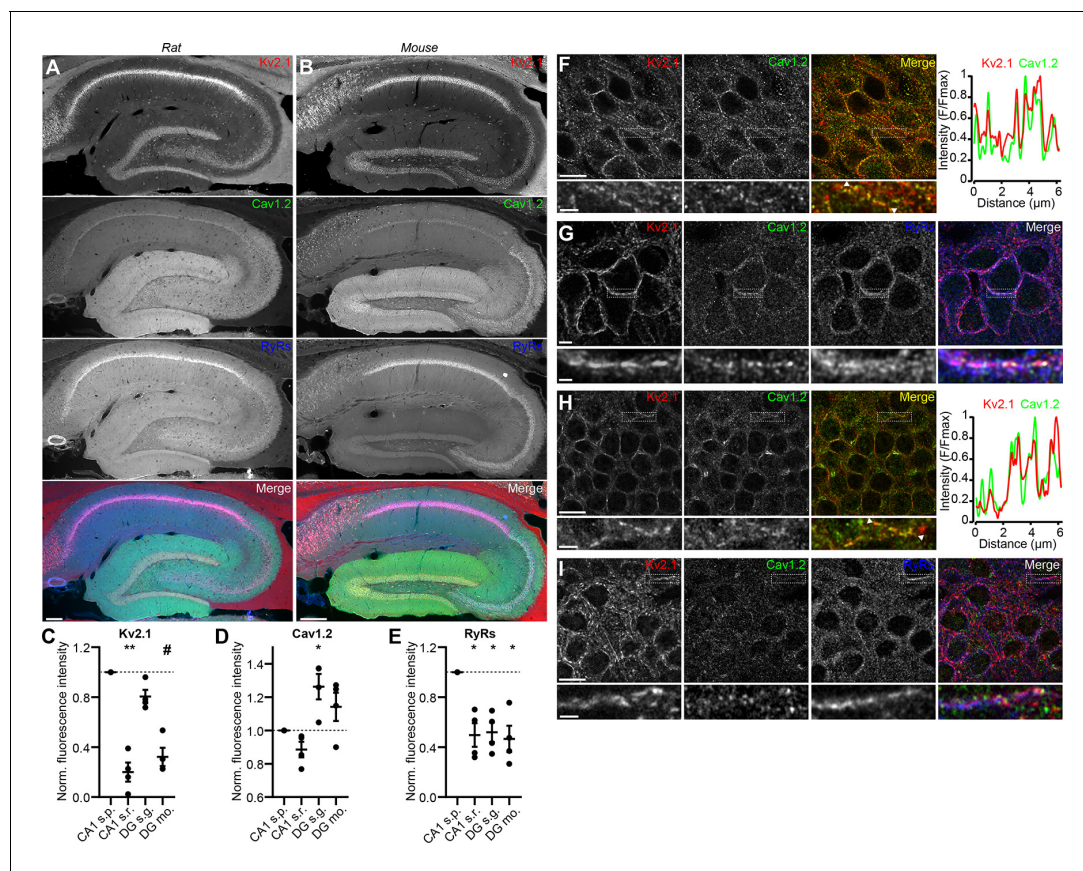 Rat
Mouse
A
Kv2.1
B
Kv2.1
Cav1.2
Cav1.2
RyRs
RyRs
Merge
Merge
C
Kv2.1
Norm. fluorescence intensity
1.2
0.8
0.4
0.0
**
#
CA1 s.p.
CA1 s.r.
DG s.g.
DG mo.
D
Cav1.2
Norm. fluorescence intensity
1.4
1.2
1.0
0.8
0.6
*
CA1 s.p.
CA1 s.r.
DG s.g.
DG mo.
E
RyRs
Norm. fluorescence intensity
1.2
0.8
0.4
0.0
* * *
CA1 s.p.
CA1 s.r.
DG s.g.
DG mo.
F
Kv2.1
Cav1.2
Merge
Kv2.1 Cav1.2
Intensity (F/Fmax)
1
0.8
0.6
0.4
0.2
0
0 2 4 6
Distance (µm)
G
Kv2.1
Cav1.2
RyRs
Merge
H
Kv2.1
Cav1.2
Merge
Kv2.1 Cav1.2
Intensity (F/Fmax)
1
0.8
0.6
0.4
0.2
0
0 2 4 6
Distance (µm)
I
Kv2.1
Cav1.2
RyRs
Merge